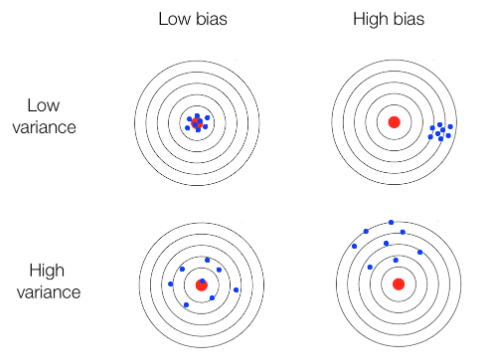 Low bias
High bias
Low
variance
High
variance